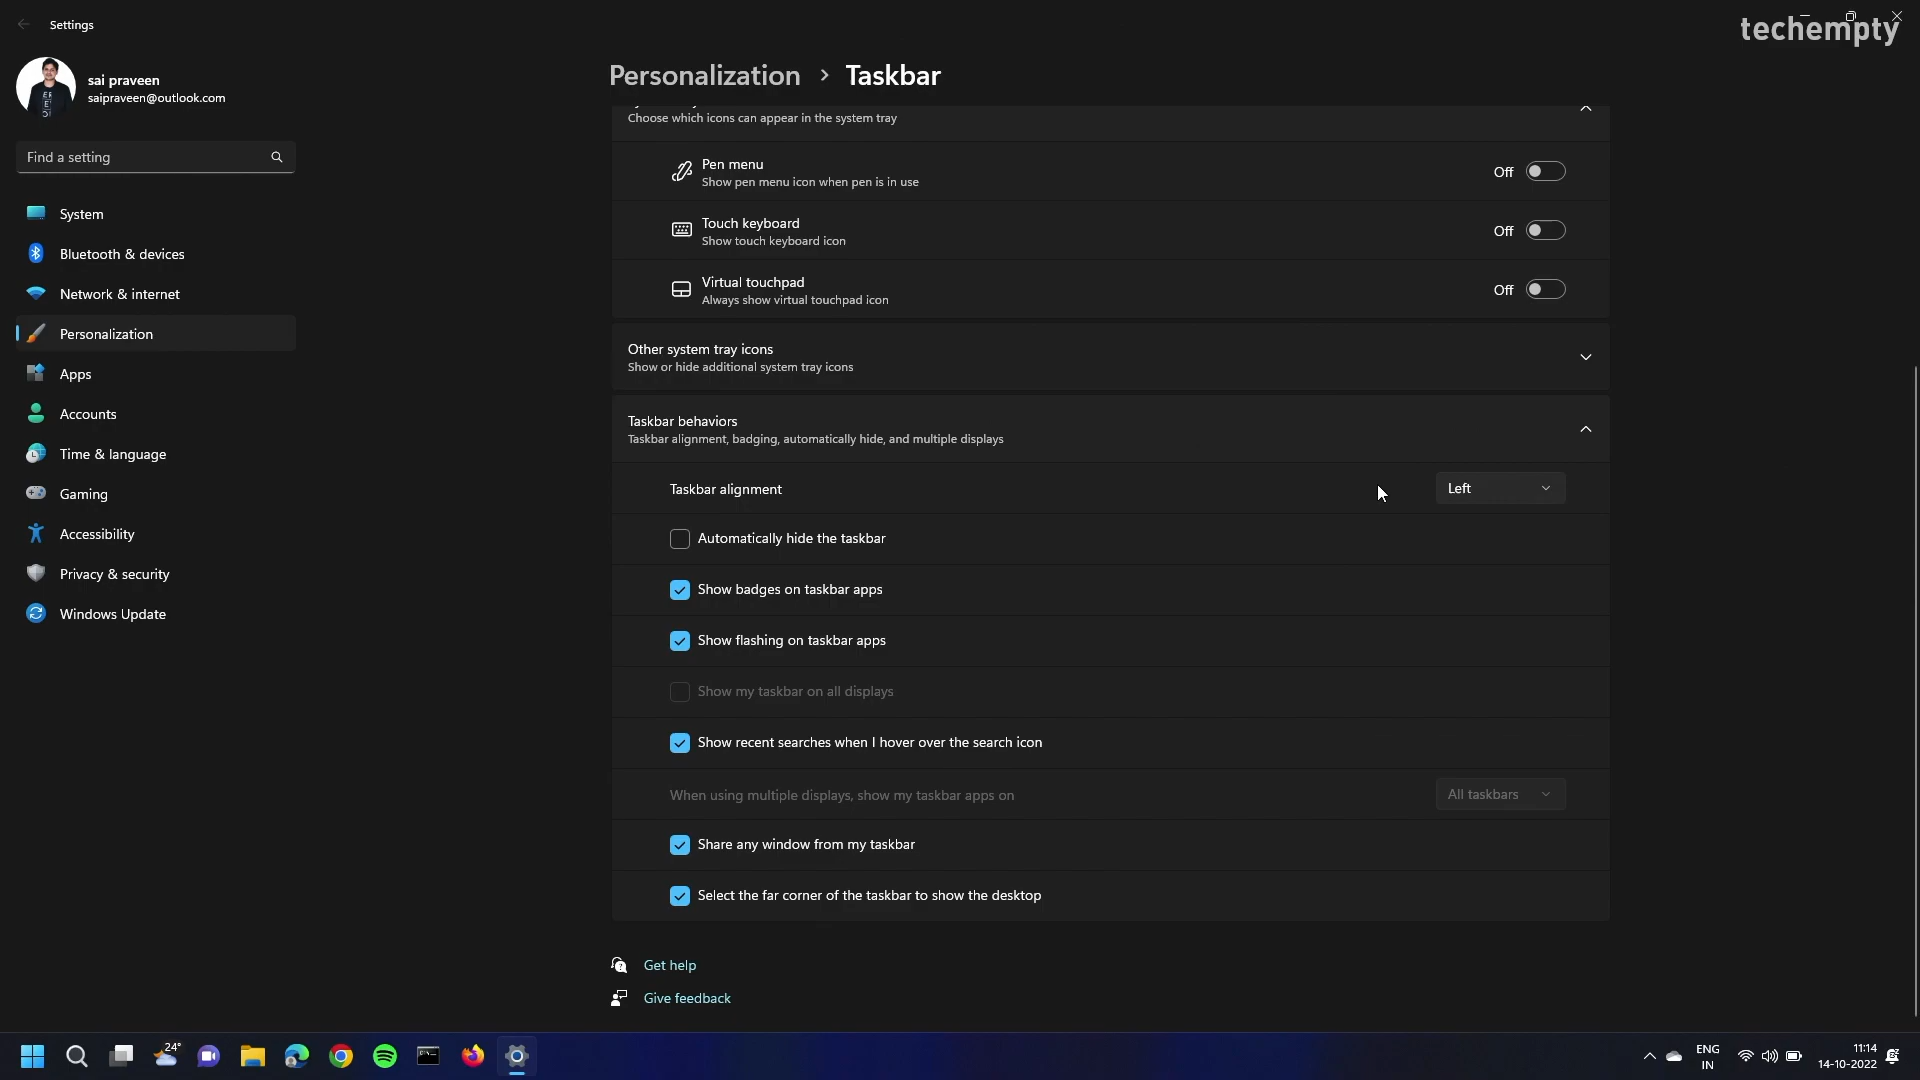 Settings
techempty
sai praveen
saipraveen@outlook.com
Personalization > Taskbar
Find a setting
System
Bluetooth & devices
Network & internet
Personalization
Apps
Accounts
Time & language
Gaming
Accessibility
Privacy & security
Windows Update
Choose which icons can appear in the system tray
Pen menu
Show pen menu icon when pen is in use
Off
Touch keyboard
Show touch keyboard icon
Off
Virtual touchpad
Always show virtual touchpad icon
Off
Other system tray icons
Show or hide additional system tray icons
Taskbar behaviors
Taskbar alignment, badging, automatically hide, and multiple displays
Taskbar alignment
Left
Automatically hide the taskbar
Show badges on taskbar apps
Show flashing on taskbar apps
Show my taskbar on all displays
Show recent searches when I hover over the search icon
When using multiple displays, show my taskbar apps on
All taskbars
Share any window from my taskbar
Select the far corner of the taskbar to show the desktop
Get help
Give feedback
24°
ENG
IN
11:14
14-10-2022